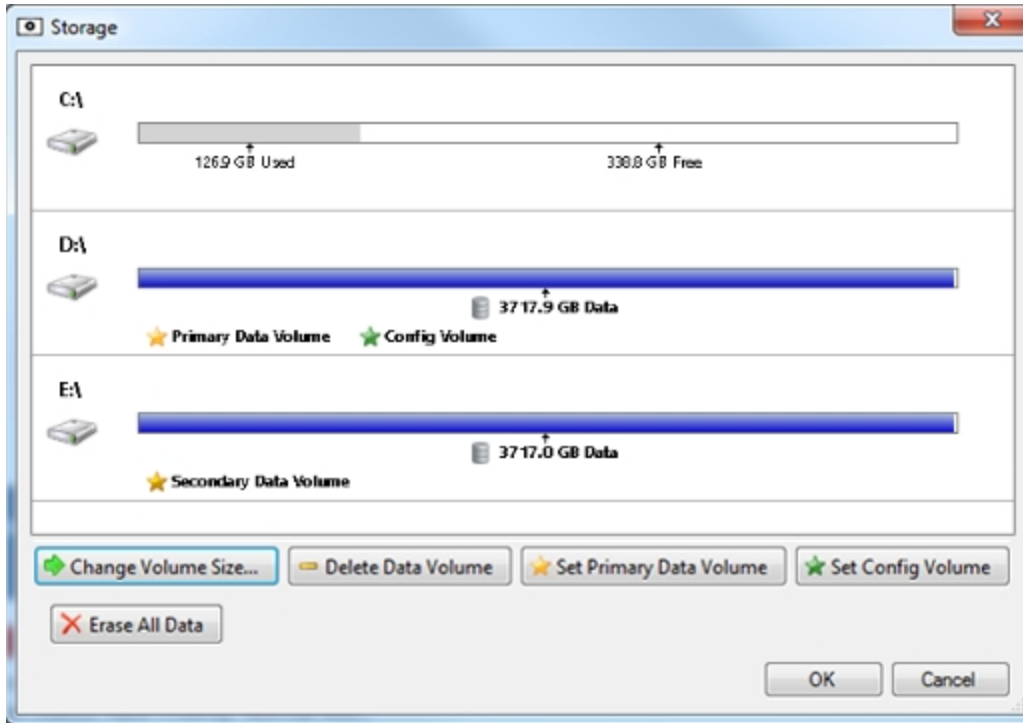 Storage
C:\
126.9 GB Used 338.8 GB Free
D:\
3717.9 GB Data
Primary Data Volume Config Volume
E:\
3717.0 GB Data
Secondary Data Volume
Change Volume Size... Delete Data Volume Set Primary Data Volume Set Config Volume
Erase All Data
OK Cancel